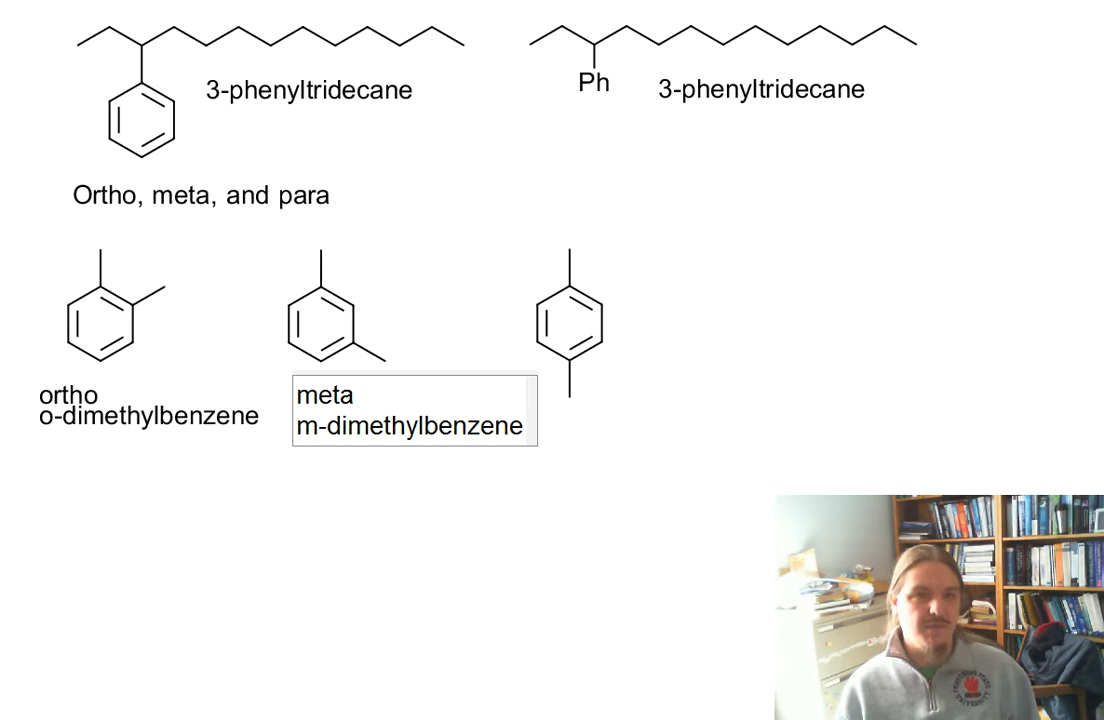 3-phenyltridecane
Ph
3-phenyltridecane
Ortho, meta, and para
ortho
o-dimethylbenzene
meta
m-dimethylbenzene